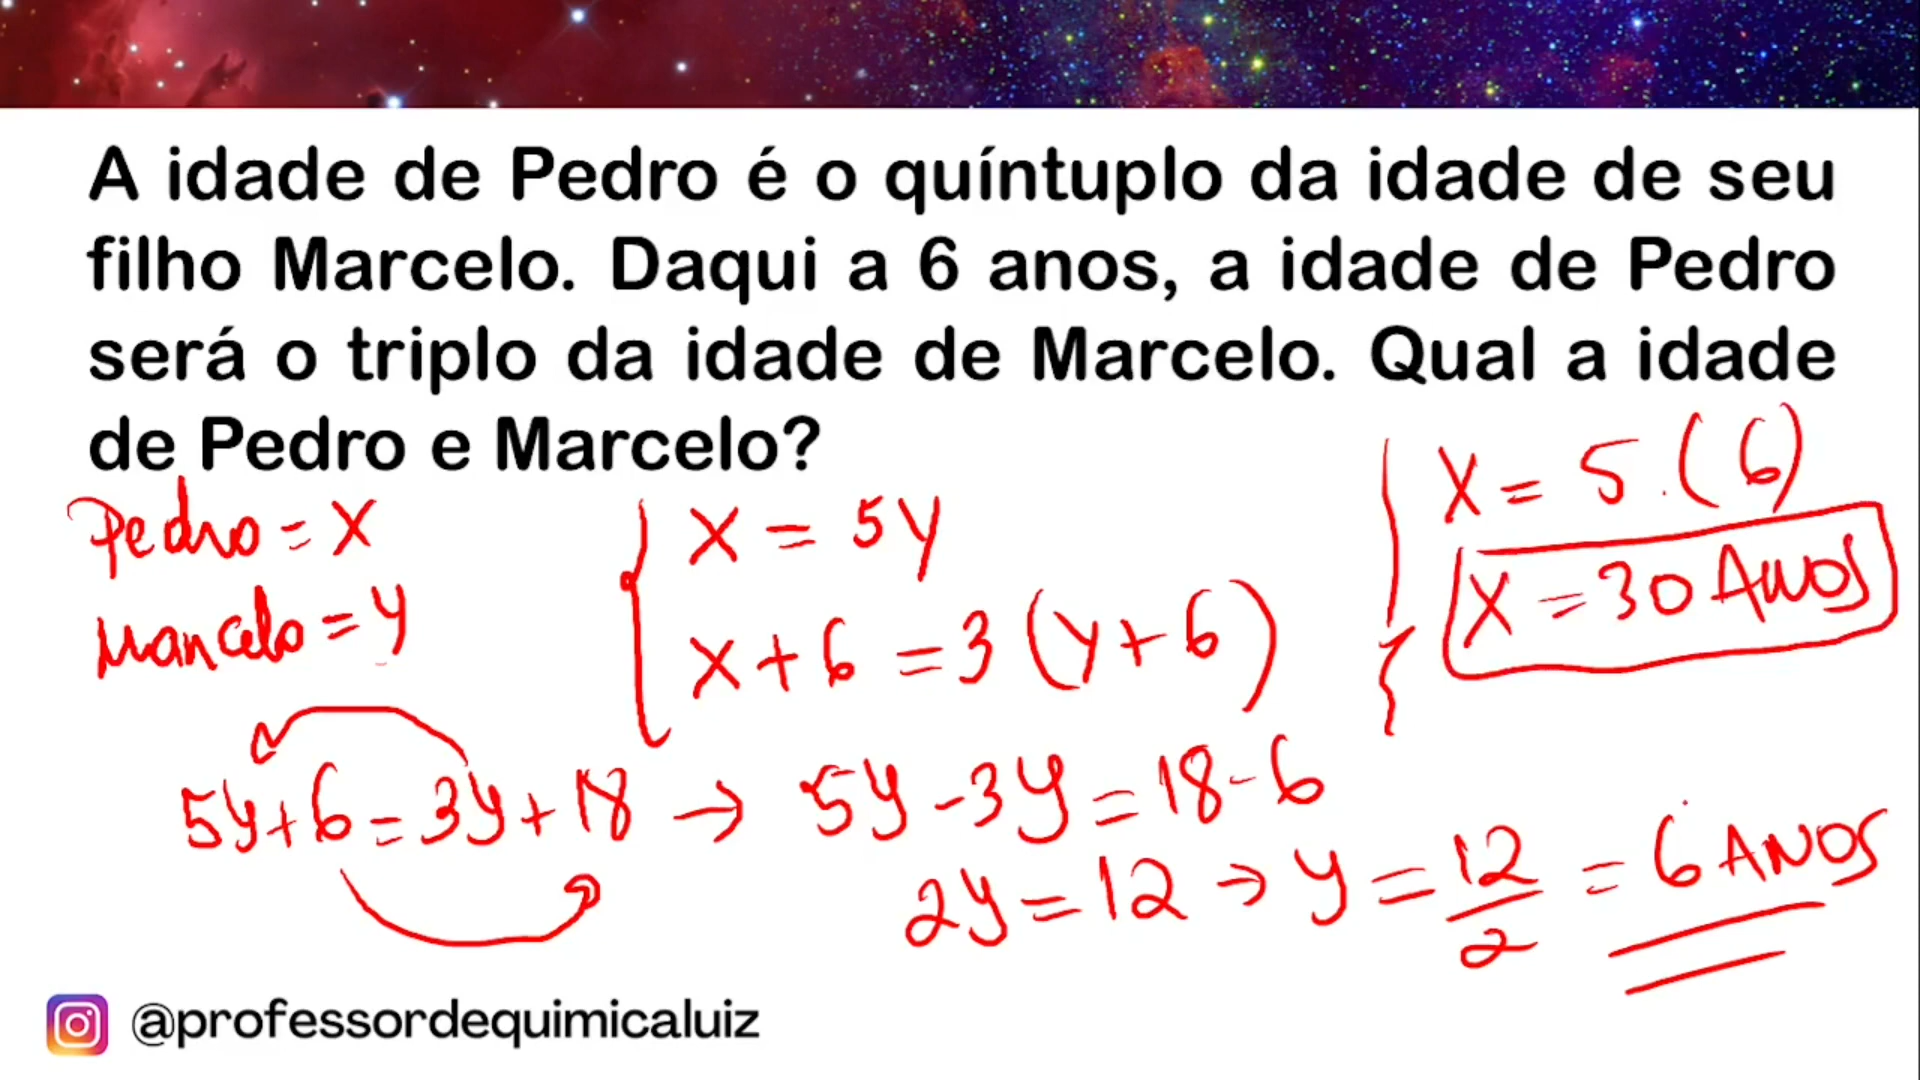 A idade de Pedro é o quíntuplo da idade de seu
filho Marcelo. Daqui a 6 anos, a idade de Pedro
será o triplo da idade de Marcelo. Qual a idade
de Pedro e Marcelo?
Pedro = X
Marcelo = y
X = 5y
X + 6 = 3 (y + 6)
X = 5.(6)
X = 30 ANOS
5y + 6 = 3y + 18 → 5y - 3y = 18 - 6
2y = 12 → y = 12/2 = 6 ANOS
@professordequimicaluiz